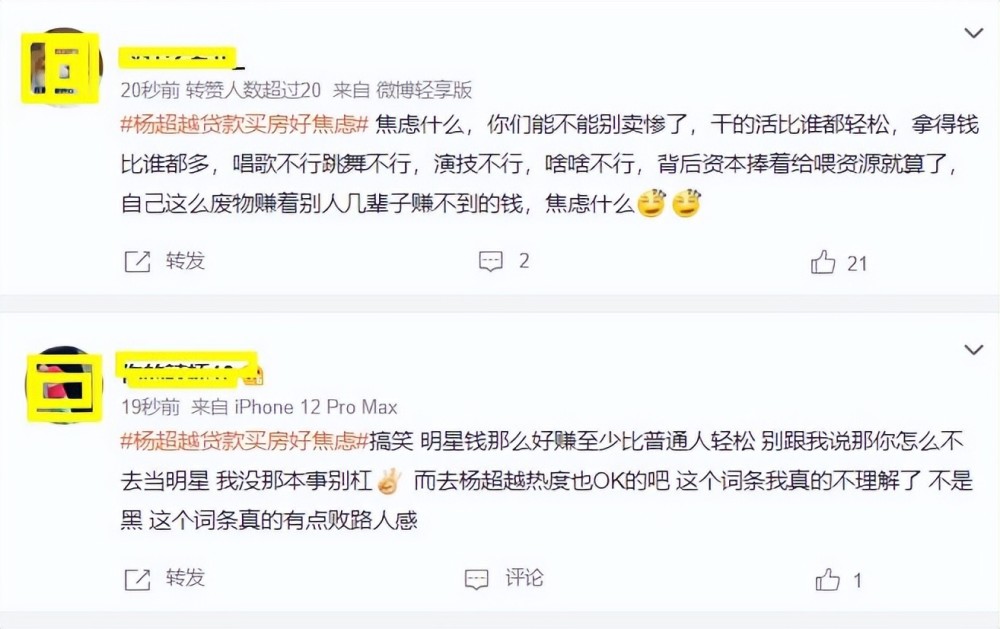 20秒前 转赞人数超过20 来自 微博轻享版
#杨超越贷款买房好焦虑# 焦虑什么，你们能不能别卖惨了，干的活比谁都轻松，拿得钱
比谁都多，唱歌不行跳舞不行，演技不行，啥啥不行，背后资本捧着给喂资源就算了，
自己这么废物赚着别人几辈子赚不到的钱，焦虑什么
转发 2 21
19秒前 来自 iPhone 12 Pro Max
#杨超越贷款买房好焦虑#搞笑 明星钱那么好赚至少比普通人轻松 别跟我说那你怎么不
去当明星 我没那本事别杠 而去杨超越热度也OK的吧 这个词条我真的不理解了 不是
黑 这个词条真的有点败路人感
转发 评论 1